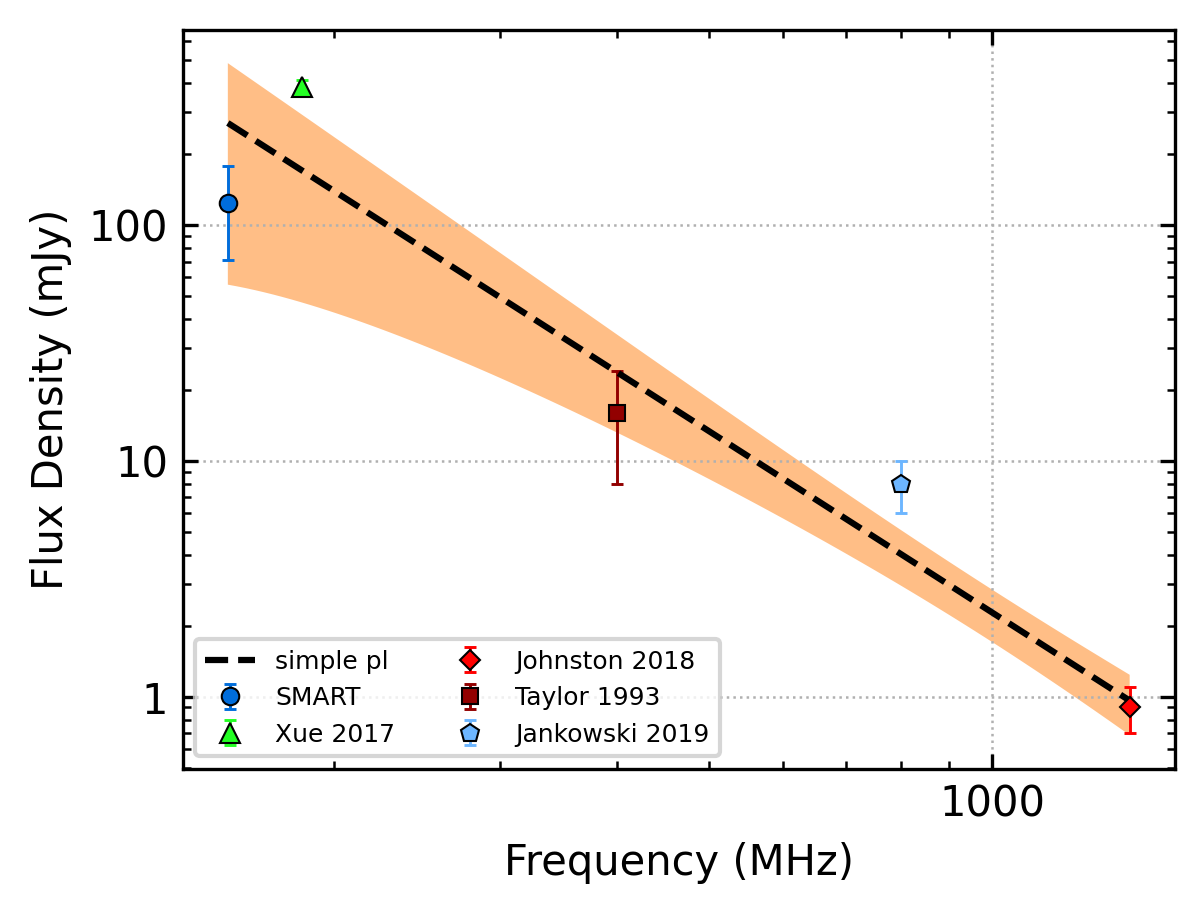 Flux Density (mJy)
100
10
1
simple pl
SMART
Xue 2017
Johnston 2018
Taylor 1993
Jankowski 2019
1000
Frequency (MHz)